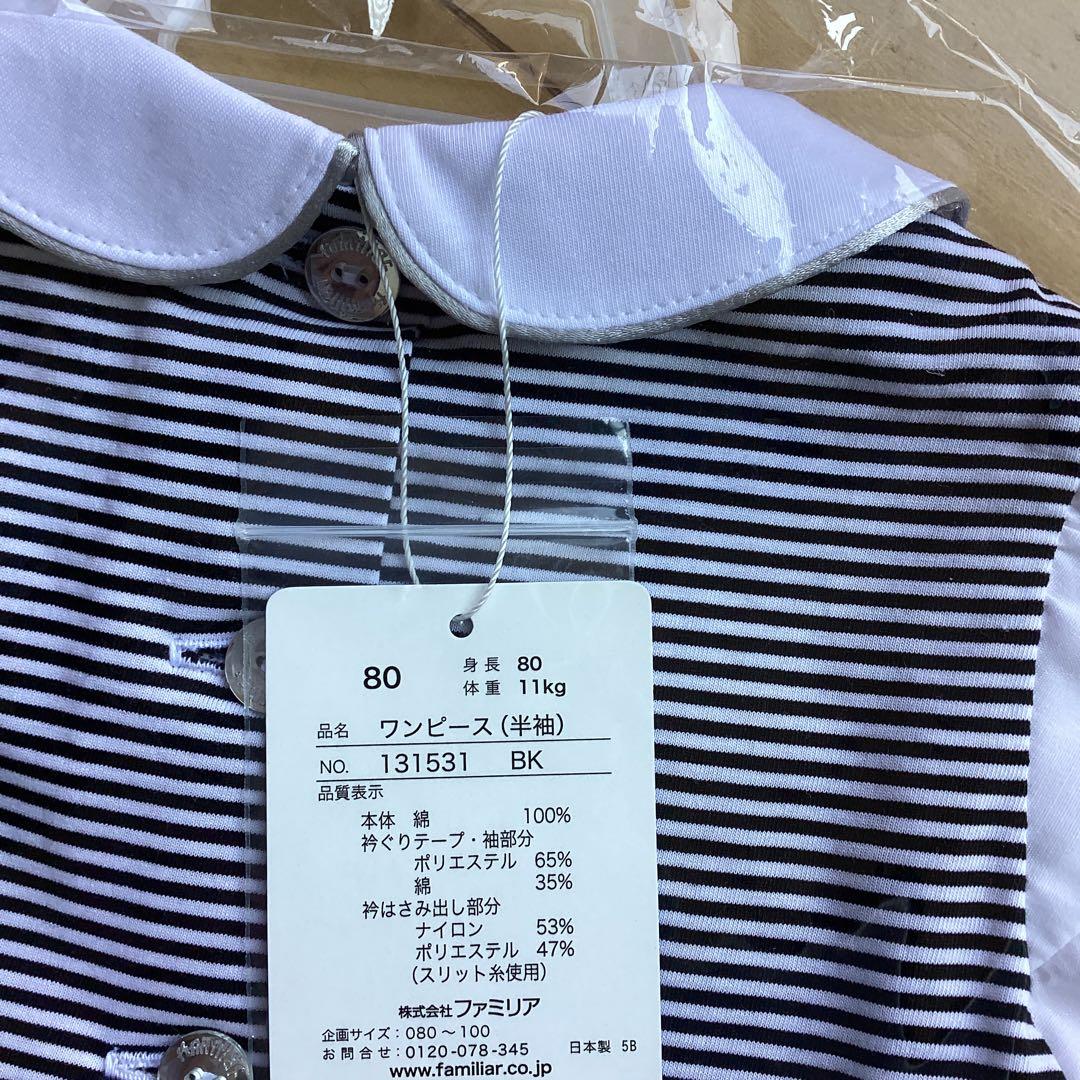 80
身長 80
体重 11kg
品名 ワンピース(半袖)
NO. 131531 BK
品質表示
本体 綿 100%
衿ぐりテープ・袖部分
ポリエステル 65%
綿 35%
衿はさみ出し部分
ナイロン 53%
ポリエステル 47%
(スリット糸使用)
株式会社ファミリア
企画サイズ:080〜100
お問合せ:0120-078-345 日本製 5B
www.familiar.co.jp